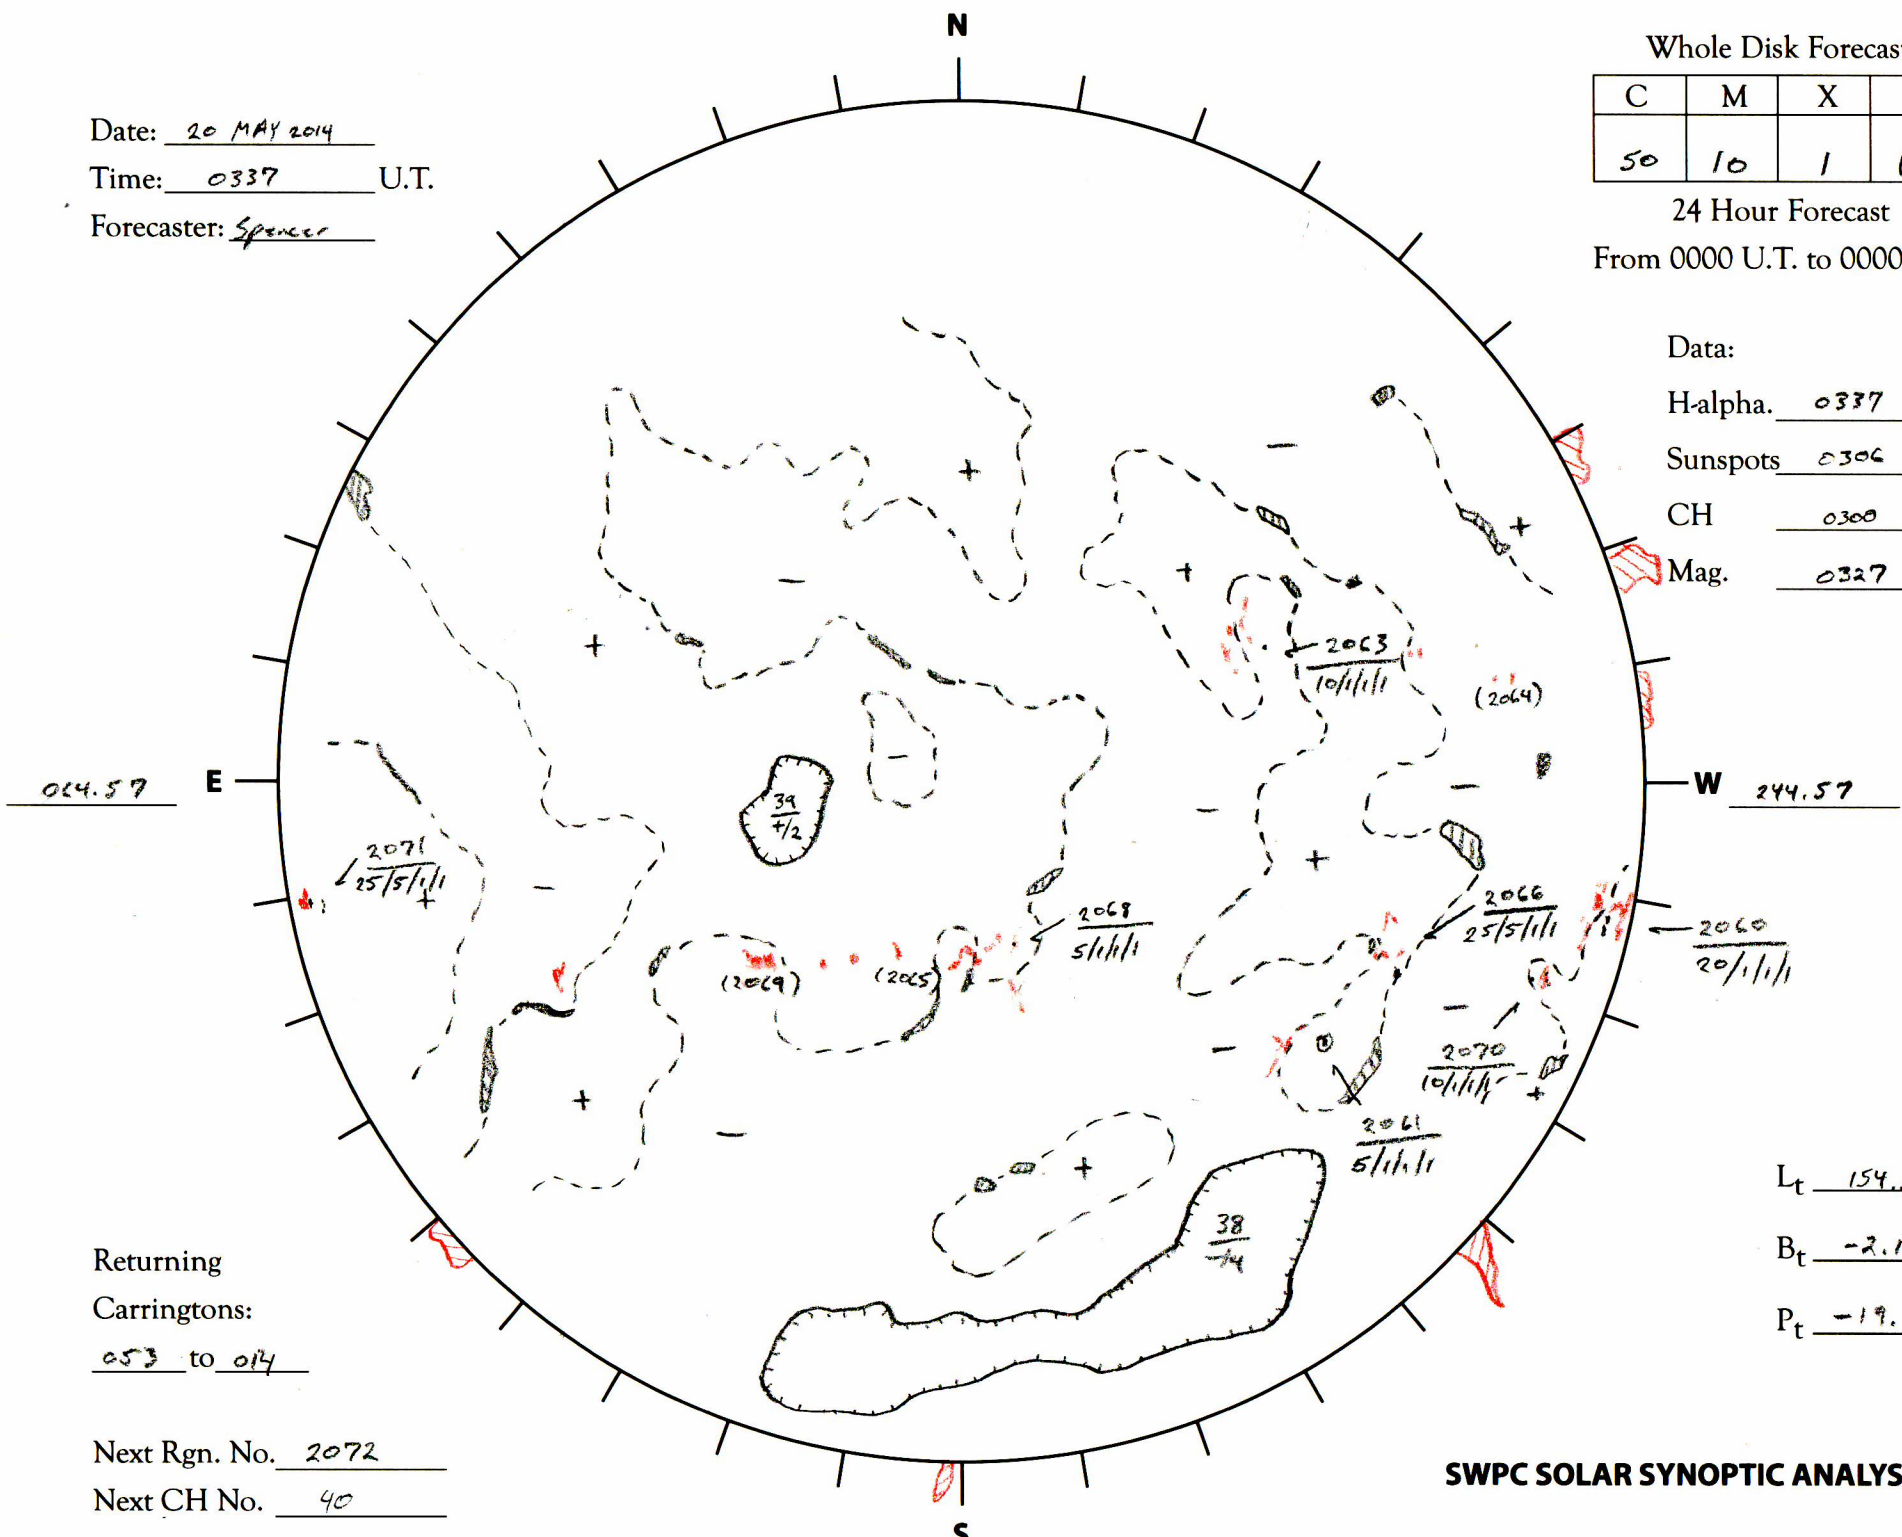 N
Whole Disk Forecas
C M X
50 10 1
24 Hour Forecast
From 0000 U.T. to 0000
Date: 20 MAY 2014
Time: 0337 U.T.
Forecaster: Spencer
Data:
H-alpha. 0337
Sunspots 0306
CH 0300
Mag. 0327
2063
10/1/1/1
(2064)
E
W 244.57
39
+/2
2071
25/5/1/1
2068
5/1/1/1
2066
25/5/1/1
2060
20/1/1/1
(2069)
(2065)
2070
10/1/1/1
2061
5/1/1/1
38
-/4
Lt 154.
Bt -2.1
Pt -19.
Returning
Carringtons:
053 to 014
Next Rgn. No. 2072
Next CH No. 40
SWPC SOLAR SYNOPTIC ANALYS
S